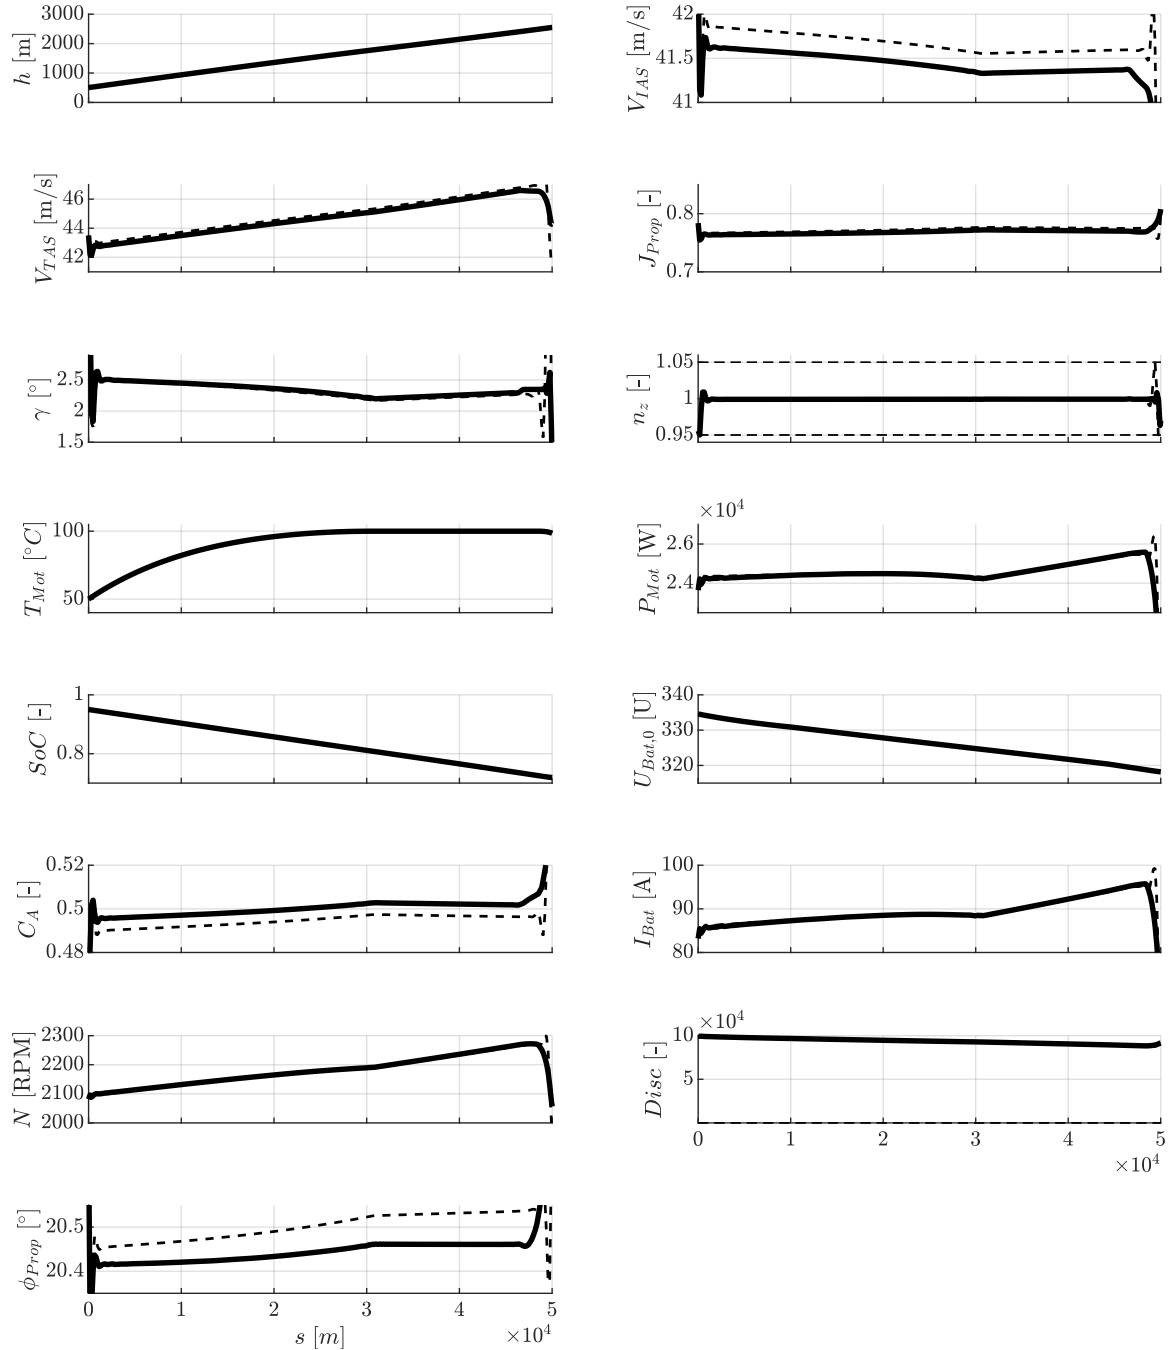 h [m]
3000
2000
1000
0
V_IAS [m/s]
42
41.5
41
V_TAS [m/s]
46
44
42
J_Prop [-]
0.8
0.7
γ [°]
2.5
2
1.5
n_z [-]
1.05
1
0.95
T_Mot [°C]
100
50
×10^4
P_Mot [W]
2.6
2.4
SoC [-]
1
0.8
U_Bat,0 [U]
340
330
320
C_A [-]
0.52
0.5
0.48
I_Bat [A]
100
90
80
N [RPM]
2300
2200
2100
2000
×10^4
Disc [-]
10
5
0 1 2 3 4 5
×10^4
ϕ_Prop [°]
20.5
20.4
0 1 2 3 4 5
s [m]
×10^4